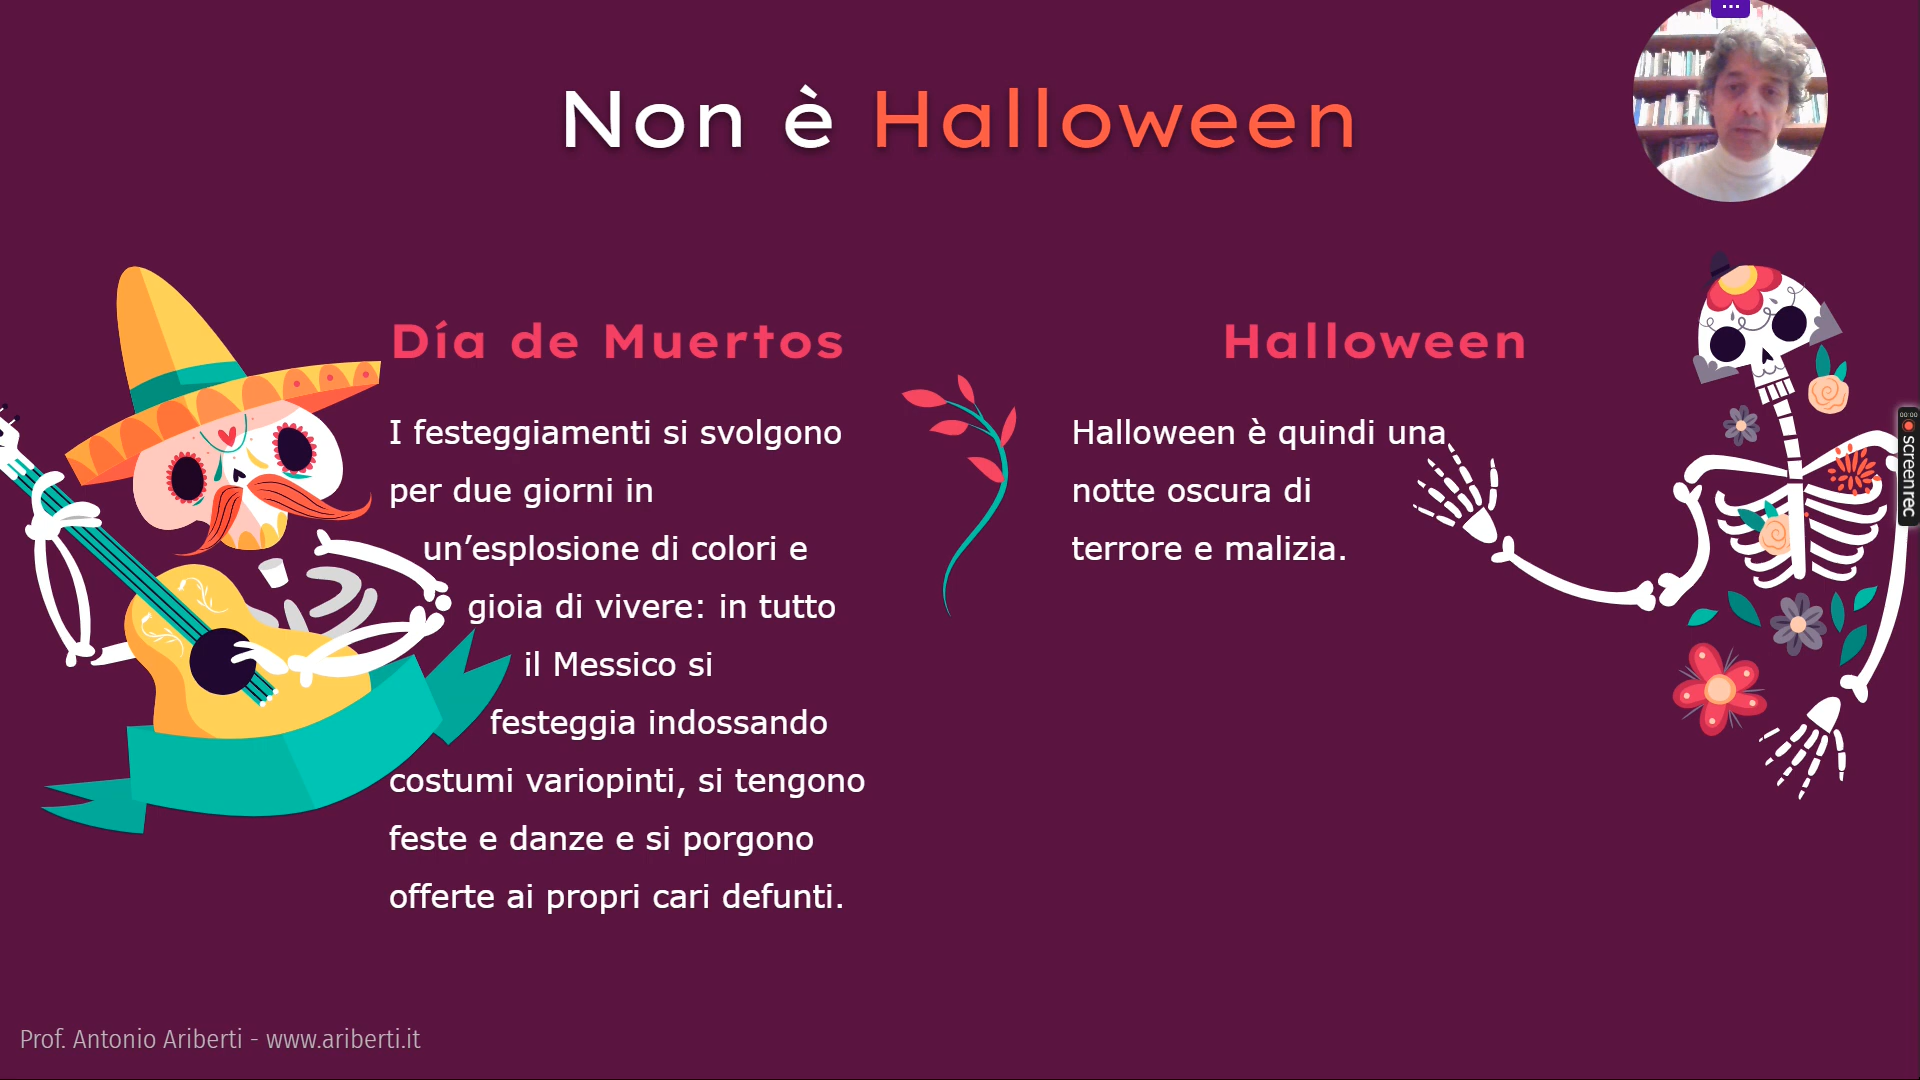 Non è Halloween
Día de Muertos
I festeggiamenti si svolgono
per due giorni in
un’esplosione di colori e
gioia di vivere: in tutto
il Messico si
festeggia indossando
costumi variopinti, si tengono
feste e danze e si porgono
offerte ai propri cari defunti.
Halloween
Halloween è quindi una
notte oscura di
terrore e malizia.
00:00
screenrec
Prof. Antonio Ariberti - www.ariberti.it